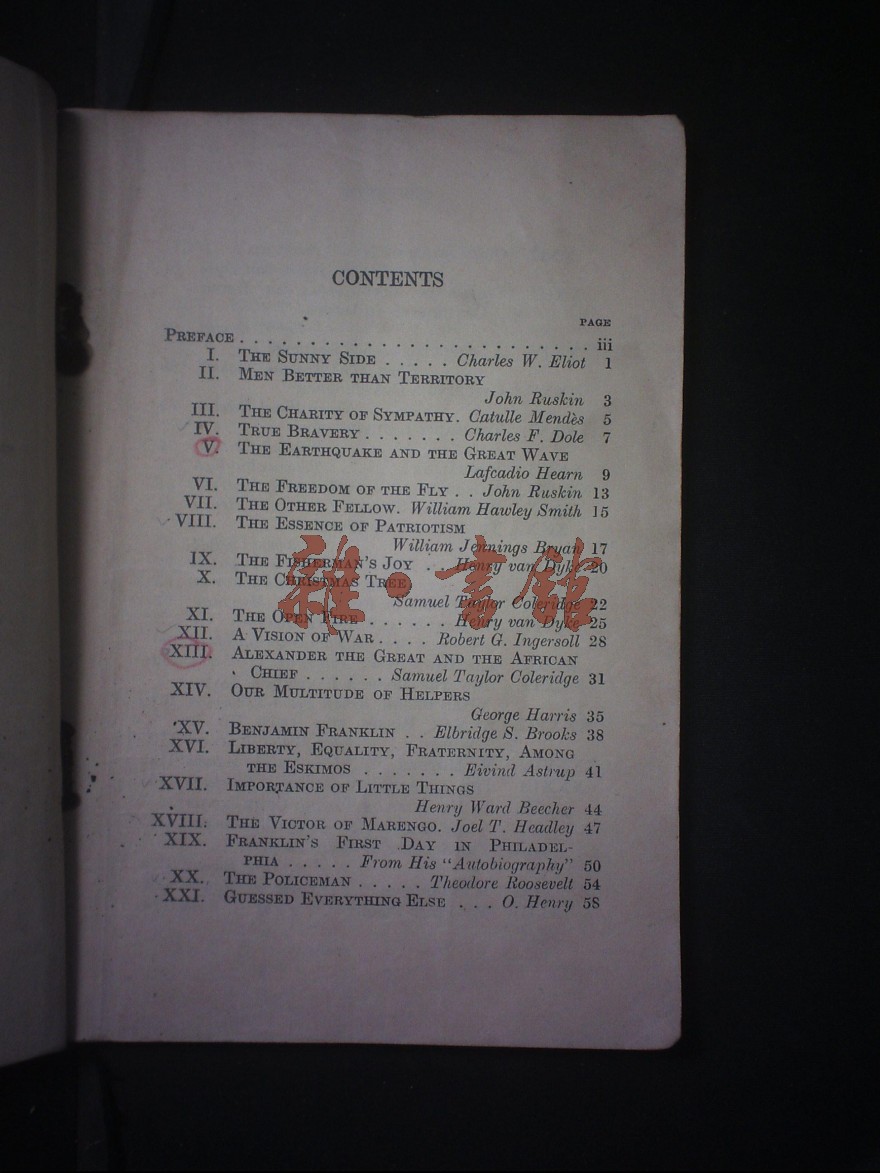 CONTENTS
PAGE
PREFACE . . . . . . . . . . . . . . . . . . . . . . . . . iii
I. THE SUNNY SIDE . . . . . Charles W. Eliot 1
II. MEN BETTER THAN TERRITORY
John Ruskin 3
III. THE CHARITY OF SYMPATHY. Catulle Mendès 5
IV. TRUE BRAVERY . . . . . . . Charles F. Dole 7
V. THE EARTHQUAKE AND THE GREAT WAVE
Lafcadio Hearn 9
VI. THE FREEDOM OF THE FLY . . John Ruskin 13
VII. THE OTHER FELLOW. William Hawley Smith 15
VIII. THE ESSENCE OF PATRIOTISM
William Jennings Bryan 17
IX. THE FISHERMAN'S JOY . . . Henry van Dyke 20
X. THE CHRISTMAS TREE
Samuel Taylor Coleridge 22
XI. THE OPEN FIRE . . . . . . . Henry van Dyke 25
XII. A VISION OF WAR . . . . Robert G. Ingersoll 28
XIII. ALEXANDER THE GREAT AND THE AFRICAN
CHIEF . . . . . . Samuel Taylor Coleridge 31
XIV. OUR MULTITUDE OF HELPERS
George Harris 35
XV. BENJAMIN FRANKLIN . . Elbridge S. Brooks 38
XVI. LIBERTY, EQUALITY, FRATERNITY, AMONG
THE ESKIMOS . . . . . . . Eivind Astrup 41
XVII. IMPORTANCE OF LITTLE THINGS
Henry Ward Beecher 44
XVIII. THE VICTOR OF MARENGO. Joel T. Headley 47
XIX. FRANKLIN'S FIRST DAY IN PHILADEL-
PHIA . . . . . From His "Autobiography" 50
XX. THE POLICEMAN . . . . . Theodore Roosevelt 54
XXI. GUESSED EVERYTHING ELSE . . . O. Henry 58
雜·書館